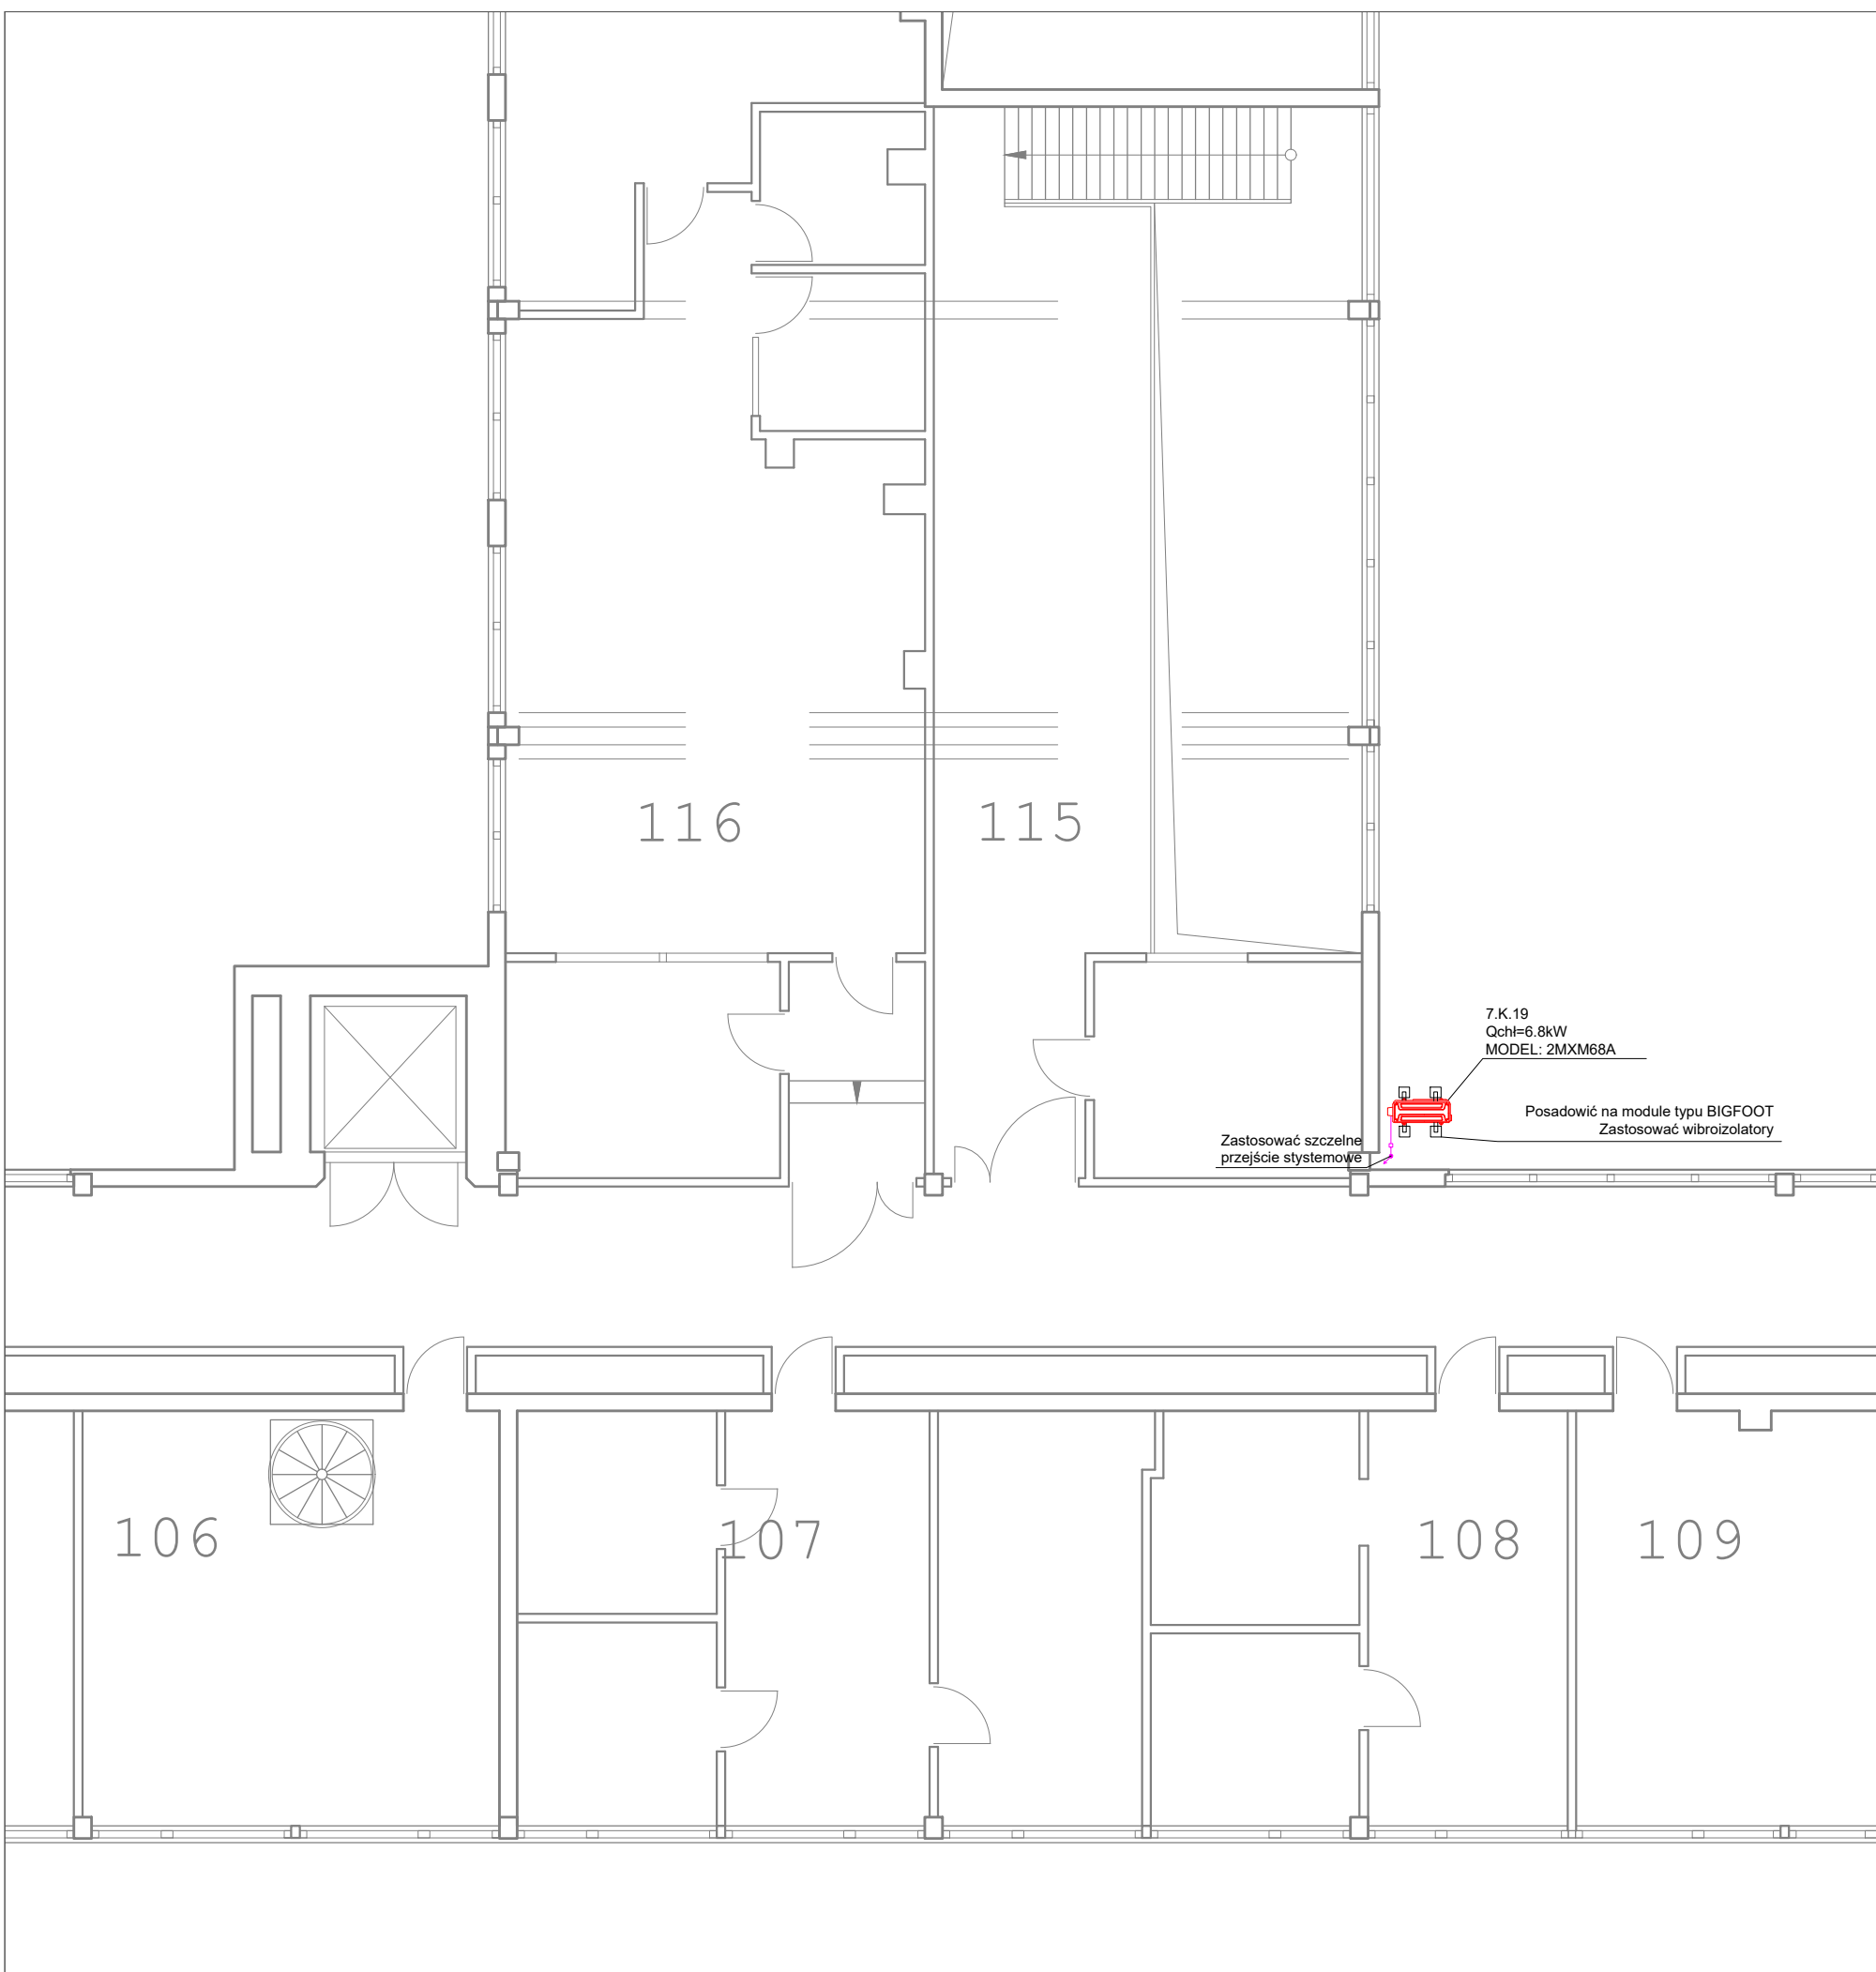 116
115
7.K.19
Qchł=6.8kW
MODEL: 2MXM68A
Posadowić na module typu BIGFOOT
Zastosować wibroizolatory
Zastosować szczelne
przejście stystemowe
106
107
108
109